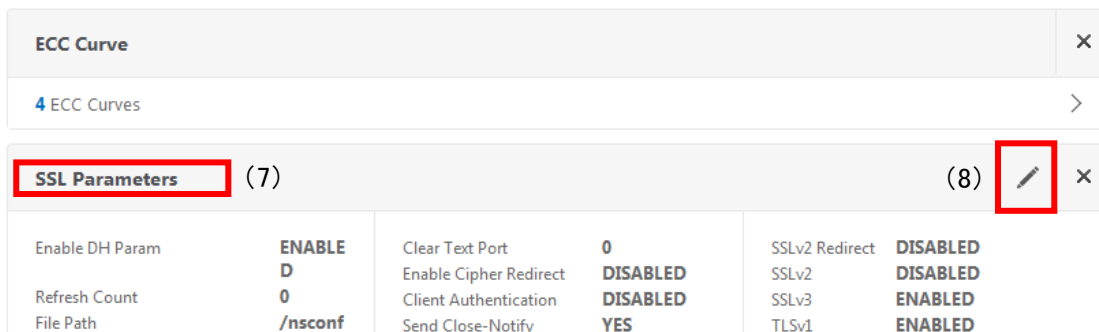 ECC Curve
4 ECC Curves
SSL Parameters (7) (8)
Enable DH Param ENABLE
D
Refresh Count 0
File Path /nsconf
Clear Text Port 0
Enable Cipher Redirect DISABLED
Client Authentication DISABLED
Send Close-Notify YES
SSLv2 Redirect DISABLED
SSLv2 DISABLED
SSLv3 ENABLED
TLSv1 ENABLED